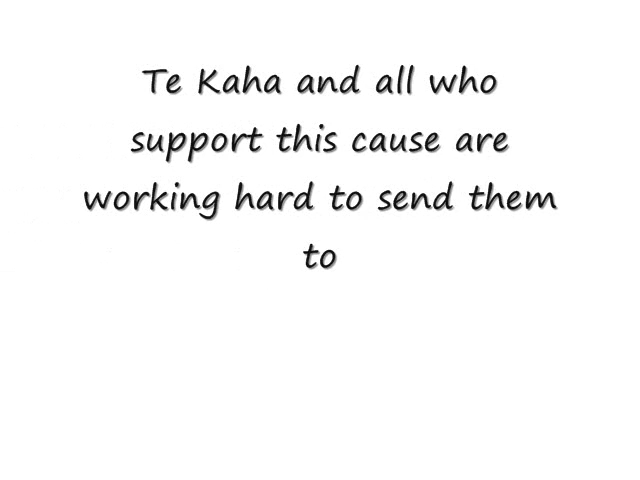 Te Kaha and all who
support this cause are
working hard to send them
to